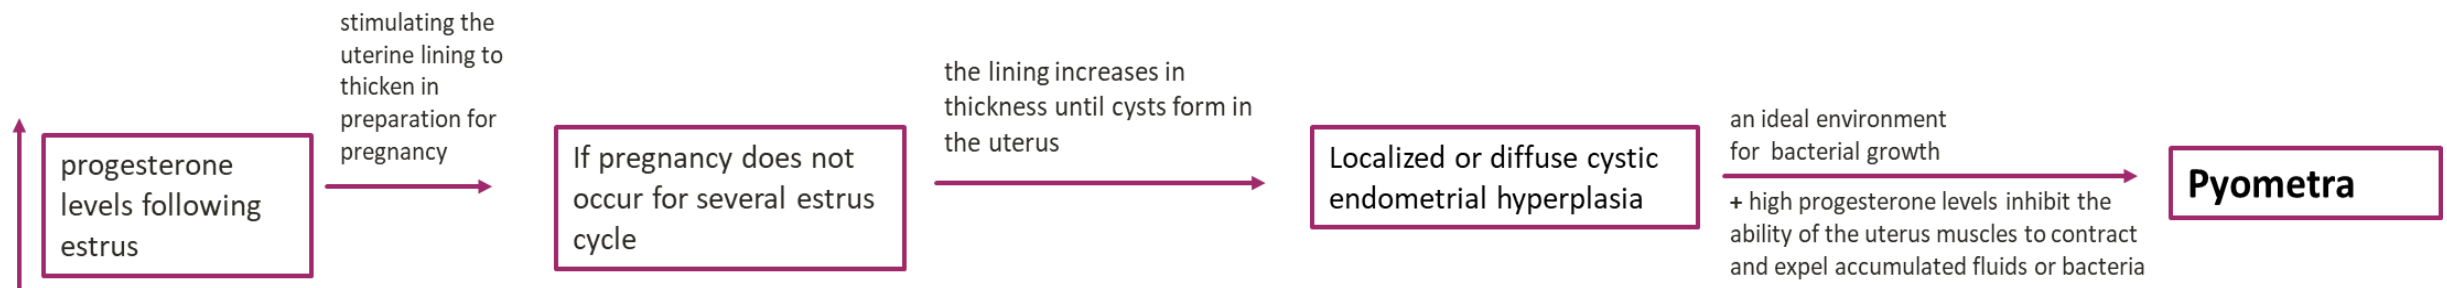 progesterone
levels following
estrus
stimulating the
uterine lining to
thicken in
preparation for
pregnancy
If pregnancy does not
occur for several estrus
cycle
the lining increases in
thickness until cysts form in
the uterus
Localized or diffuse cystic
endometrial hyperplasia
an ideal environment
for bacterial growth
+ high progesterone levels inhibit the
ability of the uterus muscles to contract
and expel accumulated fluids or bacteria
Pyometra